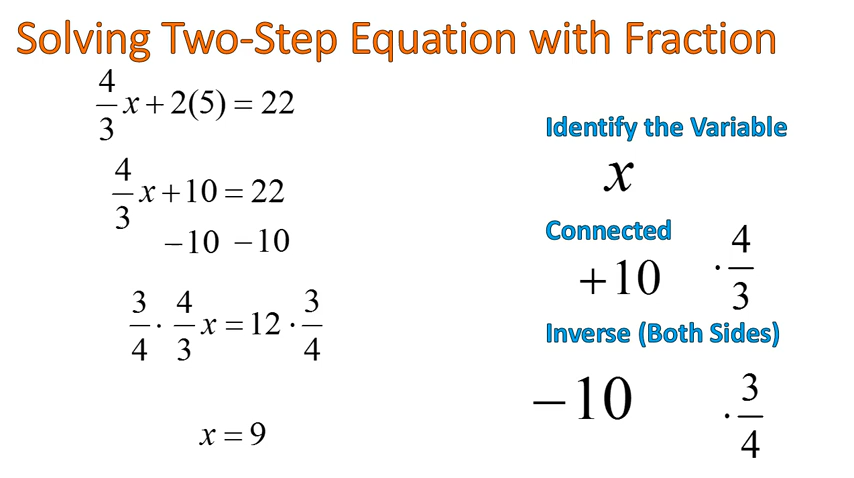 Solving Two-Step Equation with Fraction
4/3 x + 2(5) = 22
4/3 x + 10 = 22
−10 −10
3/4 · 4/3 x = 12 · 3/4
x = 9
Identify the Variable
x
Connected
+10 · 4/3
Inverse (Both Sides)
−10 · 3/4